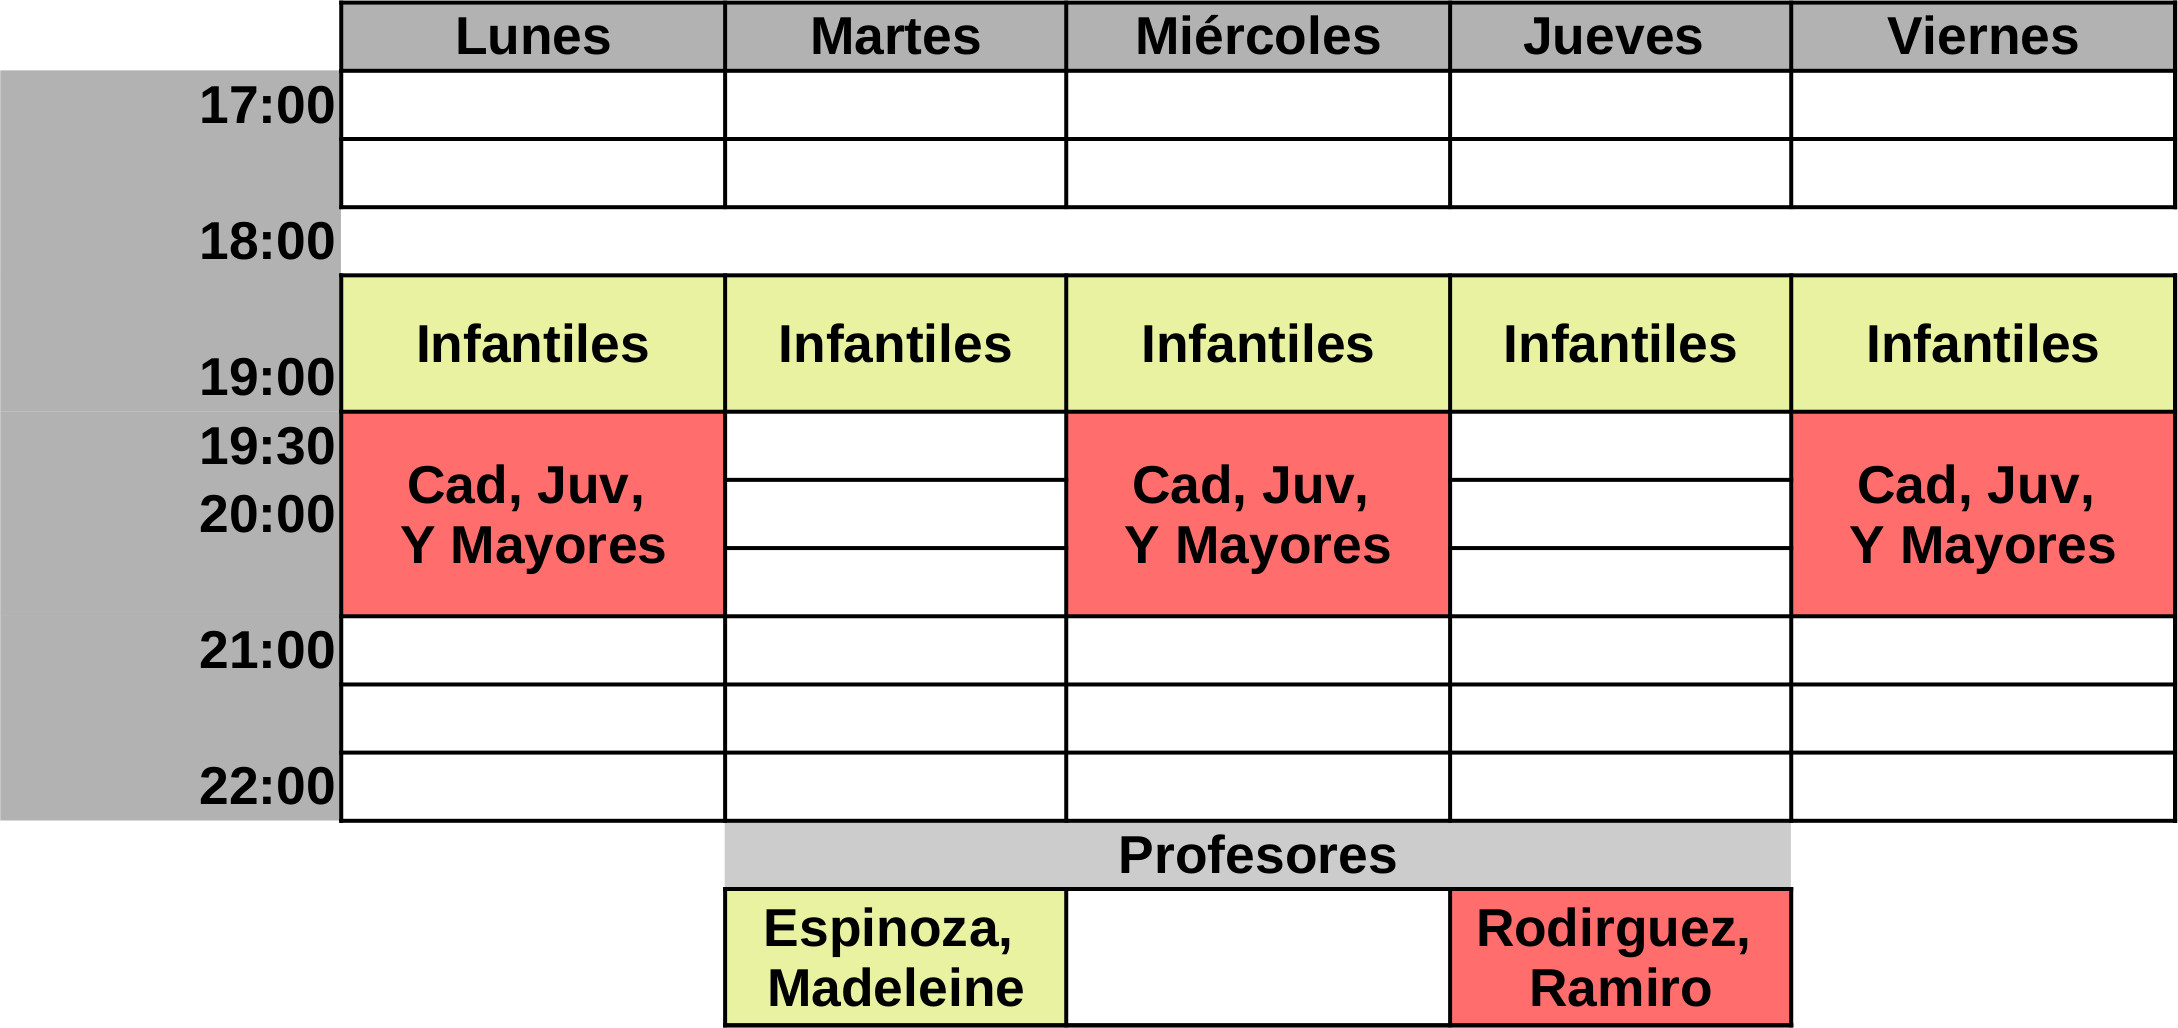 Lunes Martes Miércoles Jueves Viernes
17:00
18:00
Infantiles Infantiles Infantiles Infantiles Infantiles
19:00
19:30
Cad, Juv, Cad, Juv, Cad, Juv,
20:00
Y Mayores Y Mayores Y Mayores
21:00
22:00
Profesores
Espinoza, Rodirguez,
Madeleine Ramiro